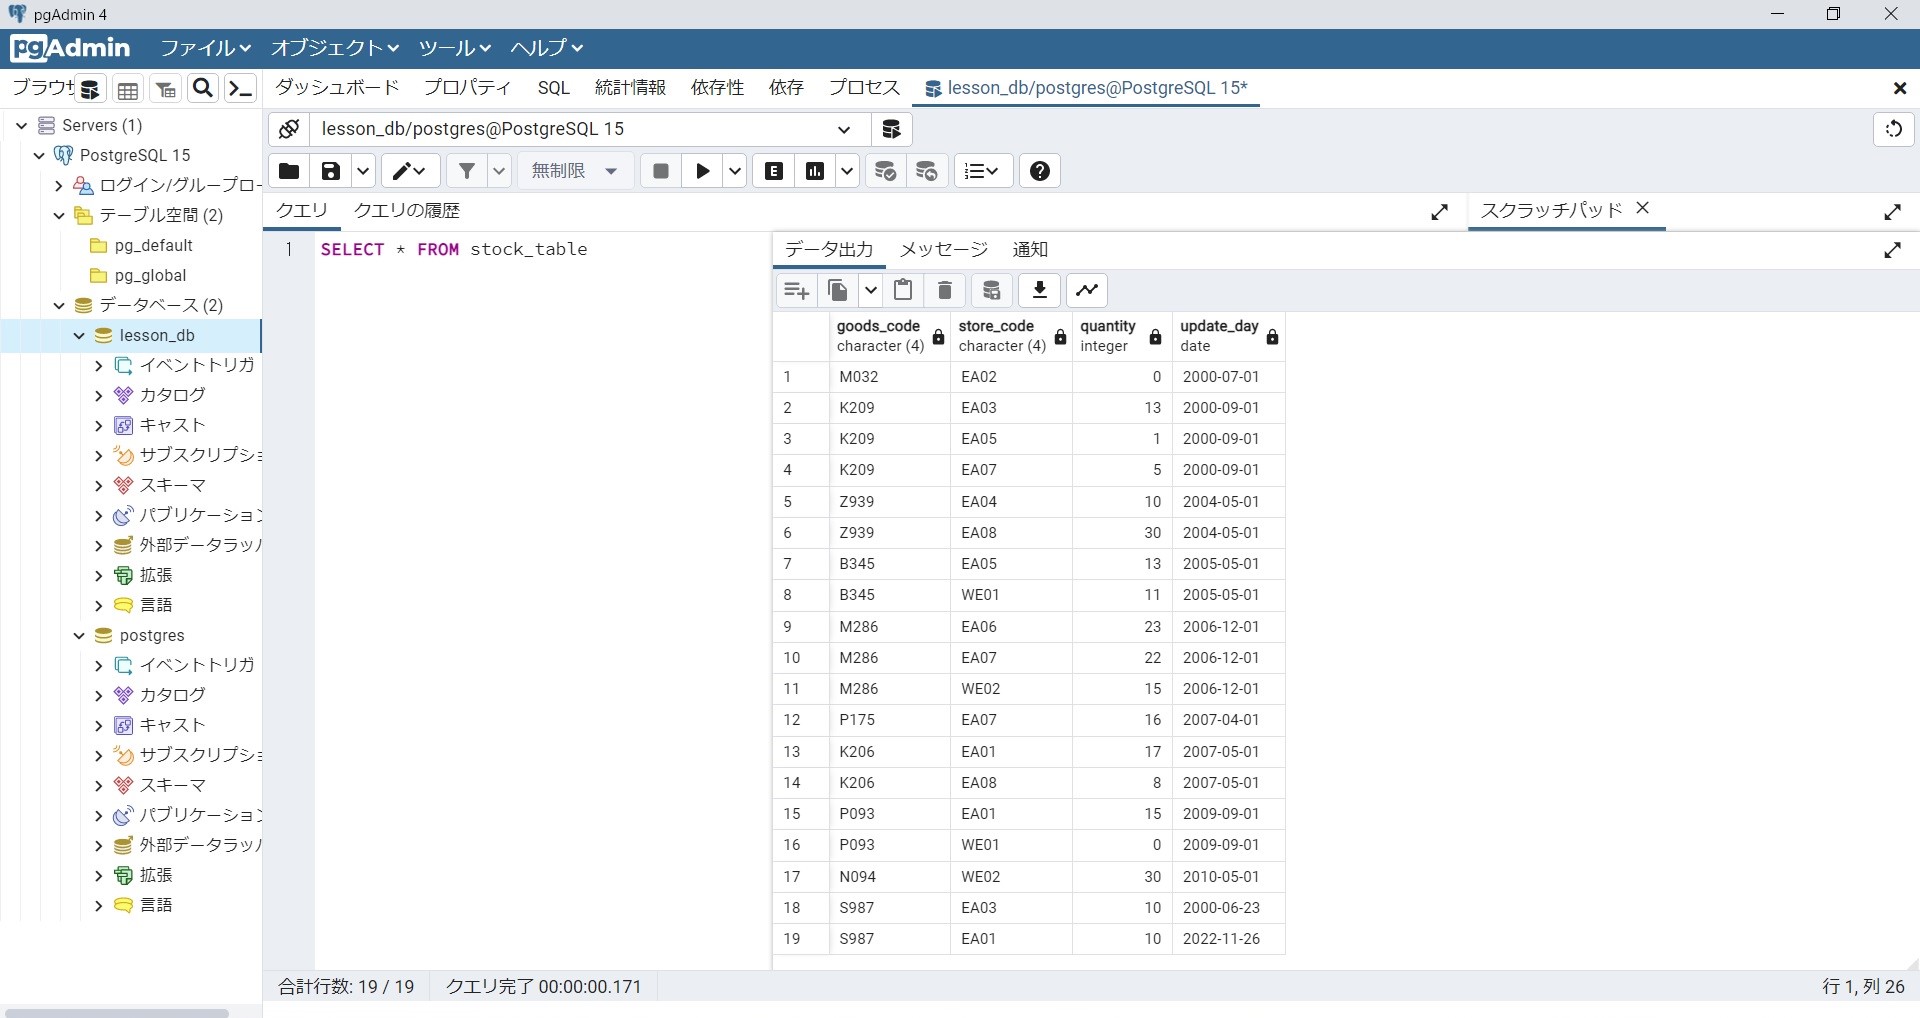 pgAdmin 4
pgAdmin ファイル オブジェクト ツール ヘルプ
ブラウザ
ダッシュボード プロパティ SQL 統計情報 依存性 依存 プロセス lesson_db/postgres@PostgreSQL 15*
Servers (1)
PostgreSQL 15
ログイン/グループロー
テーブル空間 (2)
pg_default
pg_global
データベース (2)
lesson_db
イベントトリガ
カタログ
キャスト
サブスクリプショ
スキーマ
パブリケーション
外部データラッパ
拡張
言語
postgres
イベントトリガ
カタログ
キャスト
サブスクリプショ
スキーマ
パブリケーション
外部データラッパ
拡張
言語
lesson_db/postgres@PostgreSQL 15
無制限 E
クエリ クエリの履歴
スクラッチパッド
1 SELECT * FROM stock_table
データ出力 メッセージ 通知
goods_code store_code quantity update_day
character (4) character (4) integer date
1 M032 EA02 0 2000-07-01
2 K209 EA03 13 2000-09-01
3 K209 EA05 1 2000-09-01
4 K209 EA07 5 2000-09-01
5 Z939 EA04 10 2004-05-01
6 Z939 EA08 30 2004-05-01
7 B345 EA05 13 2005-05-01
8 B345 WE01 11 2005-05-01
9 M286 EA06 23 2006-12-01
10 M286 EA07 22 2006-12-01
11 M286 WE02 15 2006-12-01
12 P175 EA07 16 2007-04-01
13 K206 EA01 17 2007-05-01
14 K206 EA08 8 2007-05-01
15 P093 EA01 15 2009-09-01
16 P093 WE01 0 2009-09-01
17 N094 WE02 30 2010-05-01
18 S987 EA03 10 2000-06-23
19 S987 EA01 10 2022-11-26
合計行数: 19 / 19 クエリ完了 00:00:00.171
行 1, 列 26